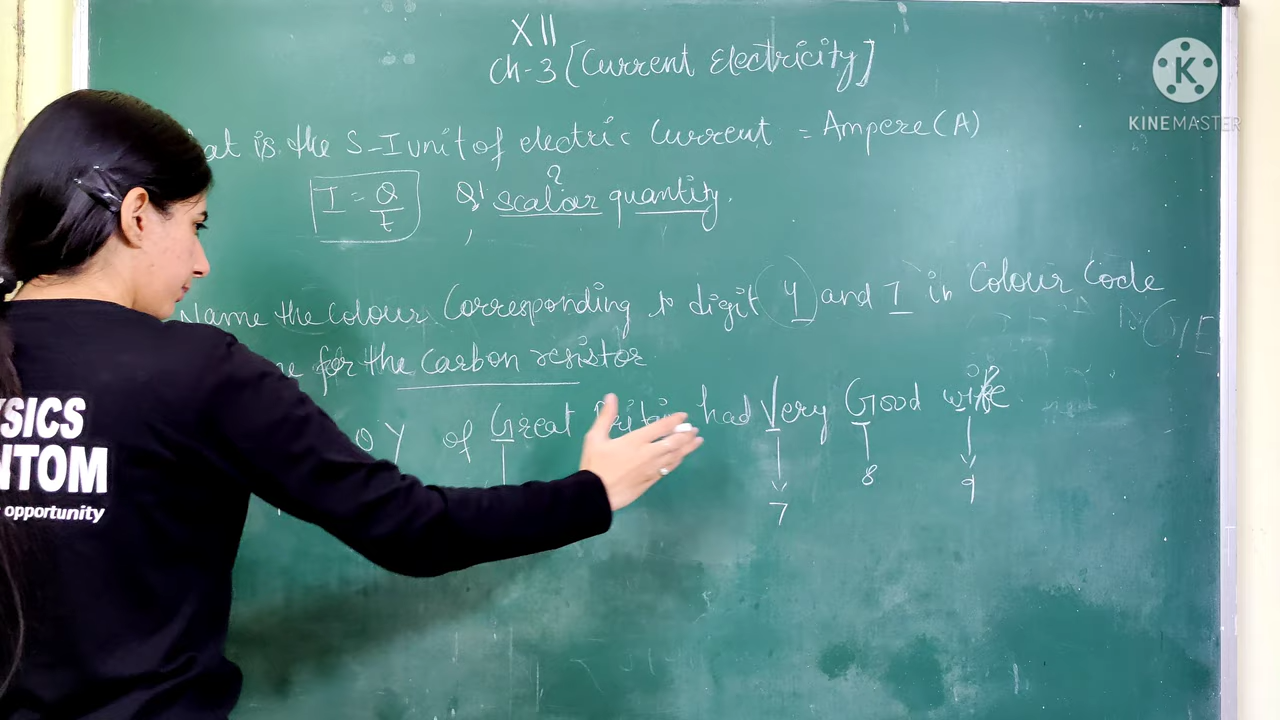 XII
Ch-3 [Current Electricity]
at is the S-I unit of electric Current = Ampere (A)
I = Q/t Q! scalar quantity.
?
Name the colour Corresponding to digit 4 and 7 in Colour Code
for the carbon resistor.
O Y of Great Britain had Very Good wife
7 8 9
KINEMASTER
K
SICS
NTOM
opportunity